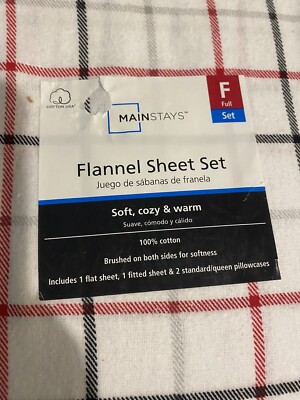 COTTON USA
MAINSTAYS™
F
Full
Set
Flannel Sheet Set
Juego de sábanas de franela
Soft, cozy & warm
Suave, cómodo y cálido
100% cotton
Brushed on both sides for softness
Includes 1 flat sheet, 1 fitted sheet & 2 standard/queen pillowcases